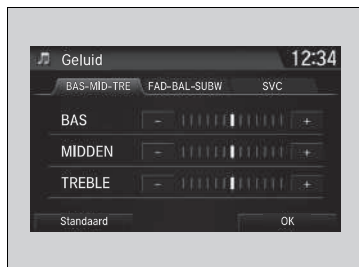 Geluid 12:34
BAS-MID-TRE FAD-BAL-SUBW SVC
BAS - +
MIDDEN - +
TREBLE - +
Standaard OK